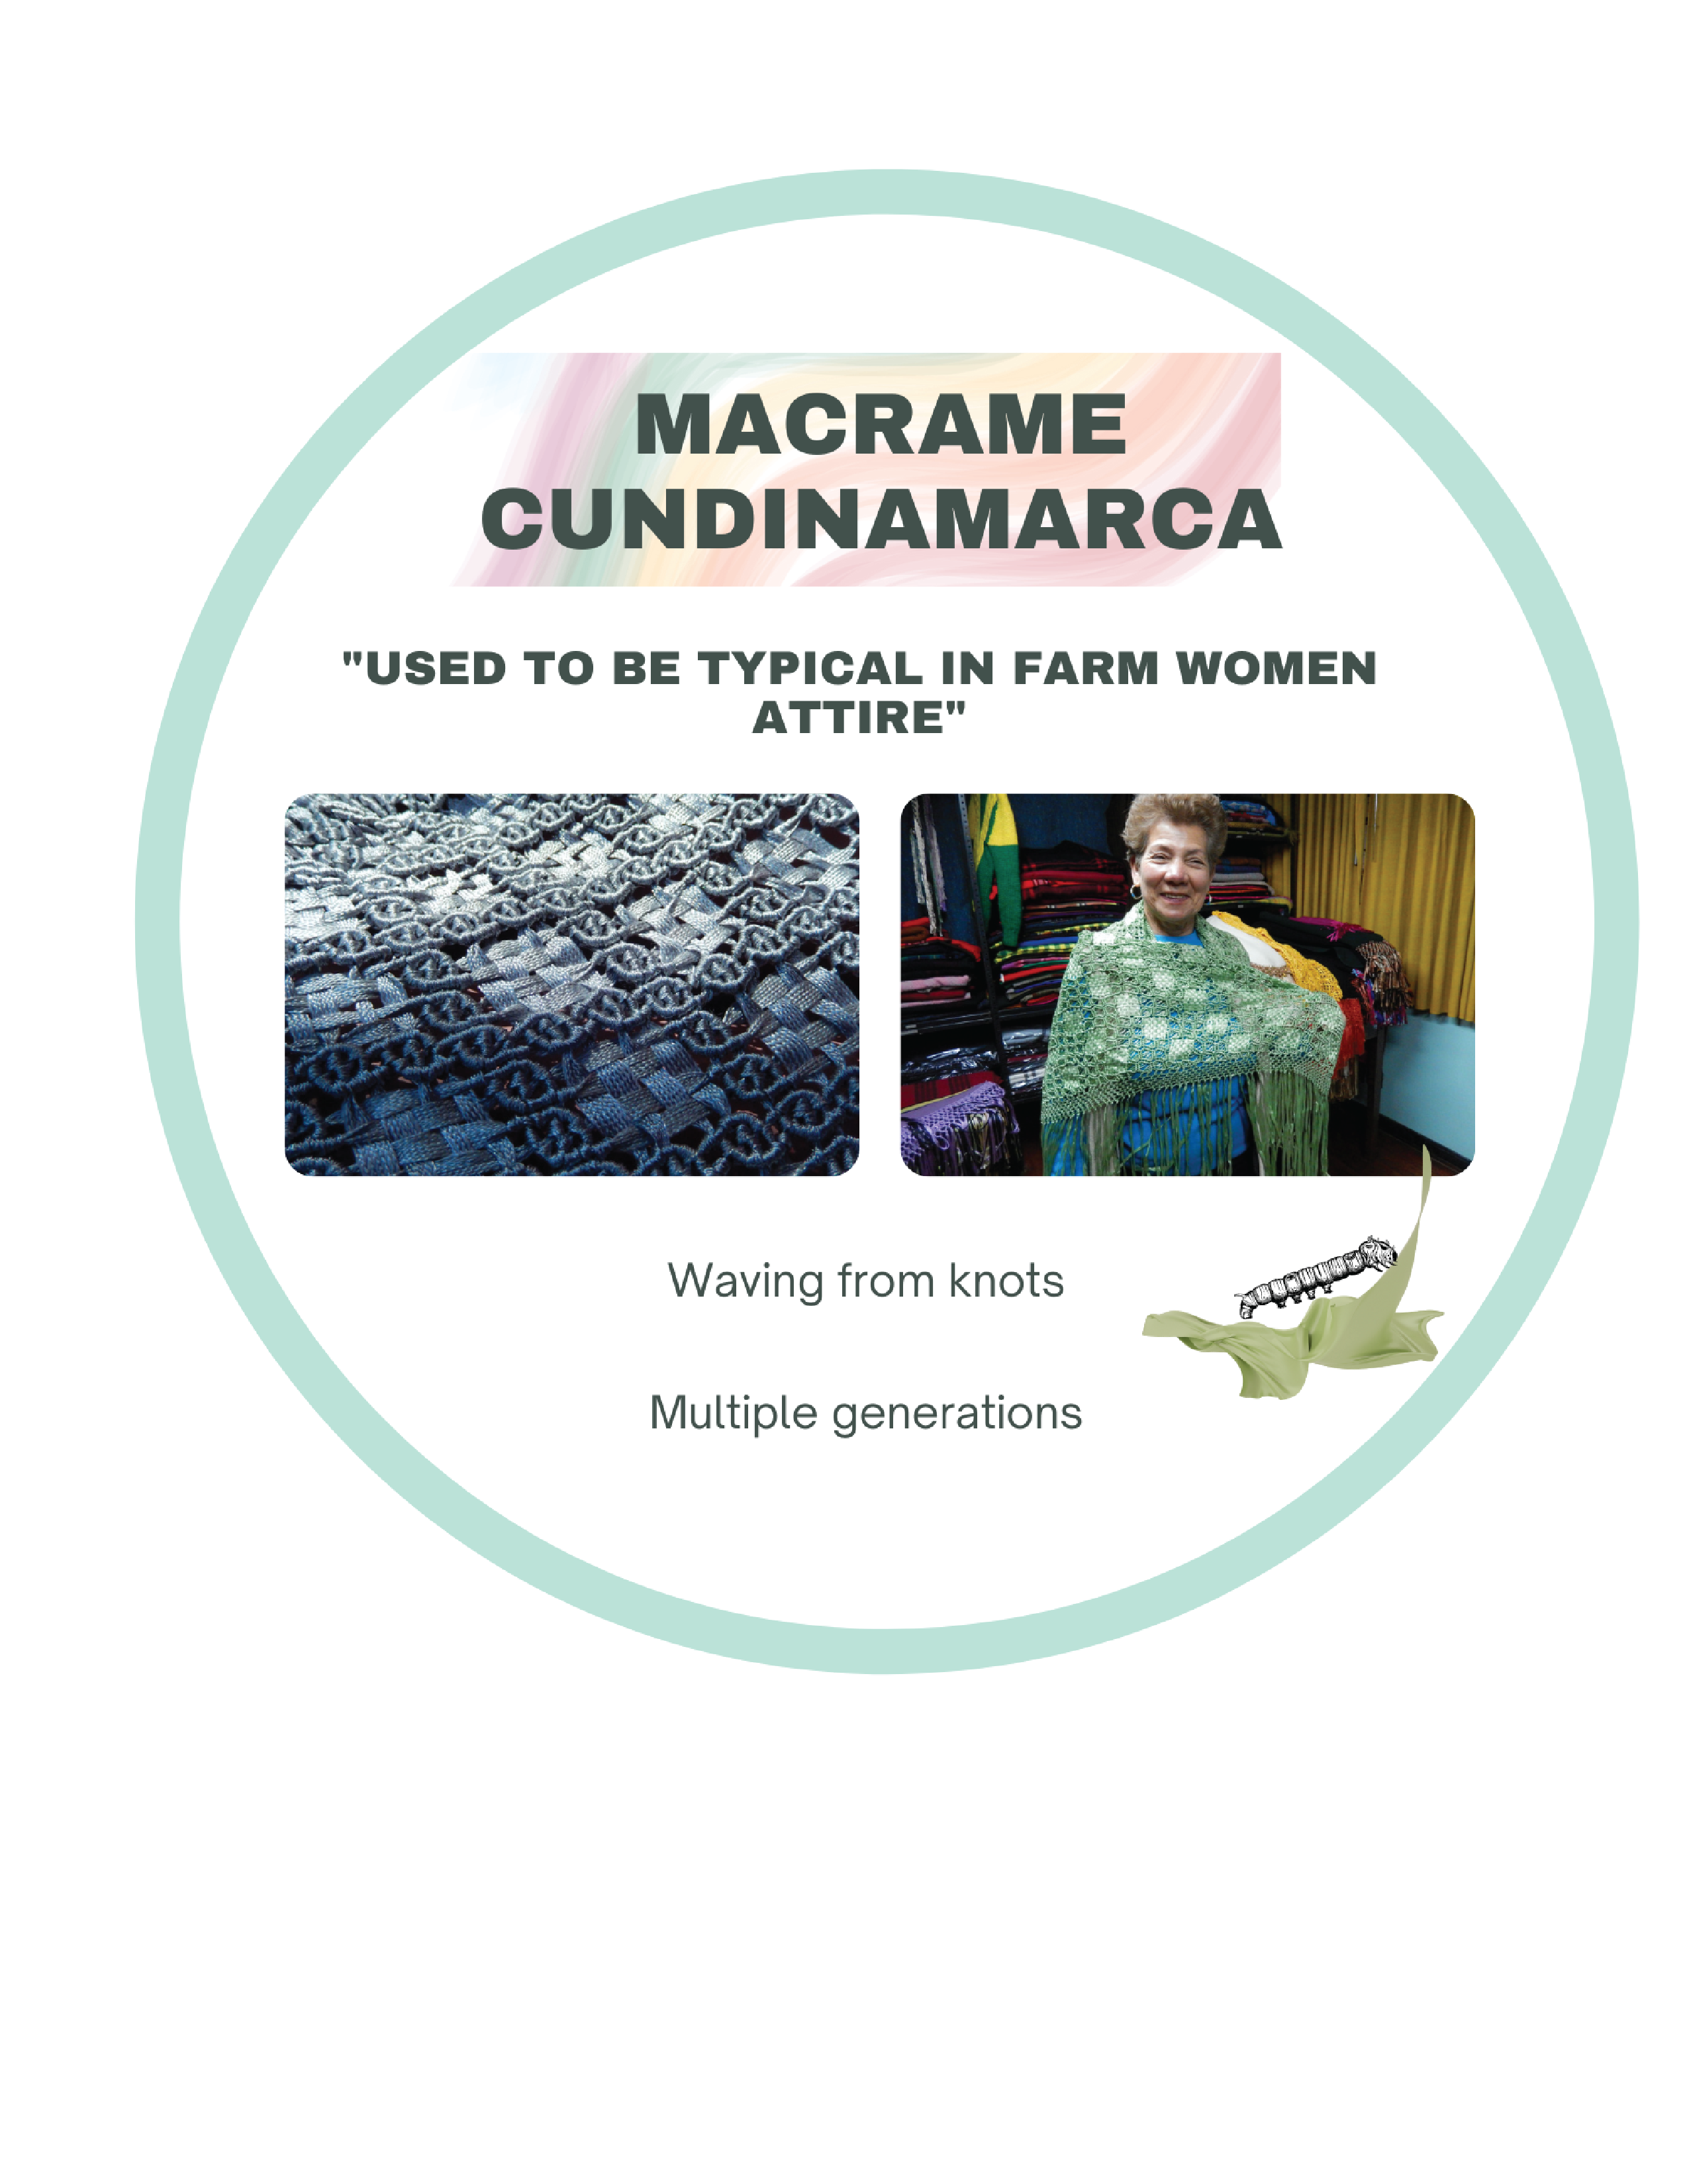 MACRAME
CUNDINAMARCA
"USED TO BE TYPICAL IN FARM WOMEN
ATTIRE"
Waving from knots
Multiple generations